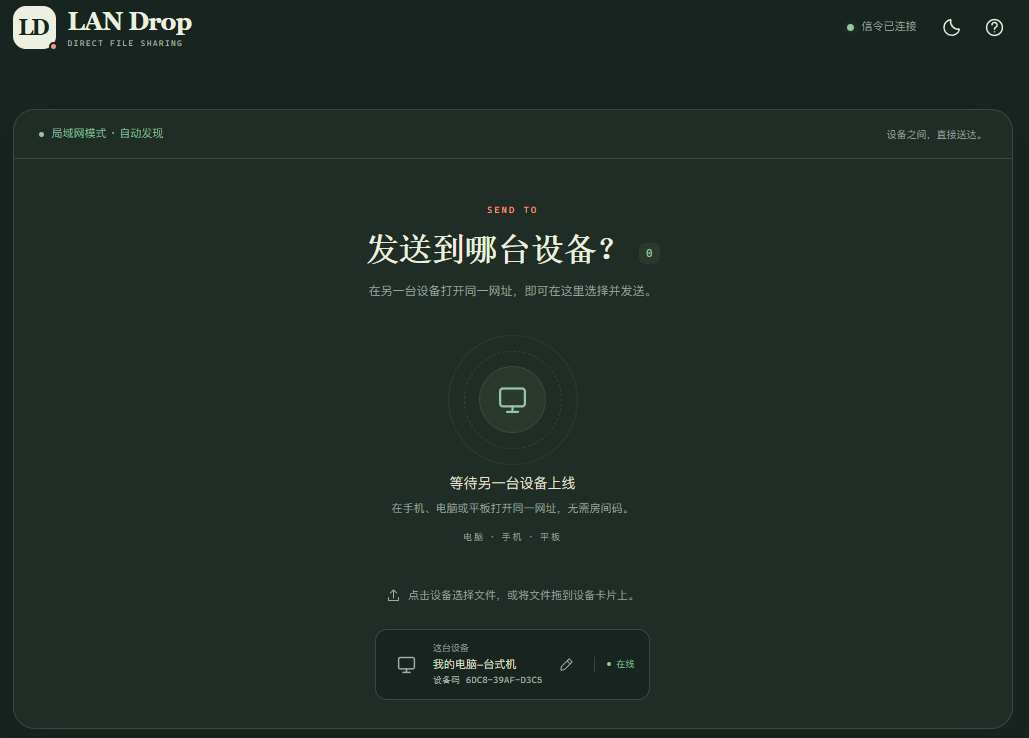 LD
LAN Drop
DIRECT FILE SHARING
信令已连接
局域网模式 · 自动发现
设备之间，直接送达。
SEND TO
发送到哪台设备？ 0
在另一台设备打开同一网址，即可在这里选择并发送。
等待另一台设备上线
在手机、电脑或平板打开同一网址，无需房间码。
电脑 · 手机 · 平板
点击设备选择文件，或将文件拖到设备卡片上。
这台设备
我的电脑—台式机
在线
设备码 6DC8-39AF-D3C5